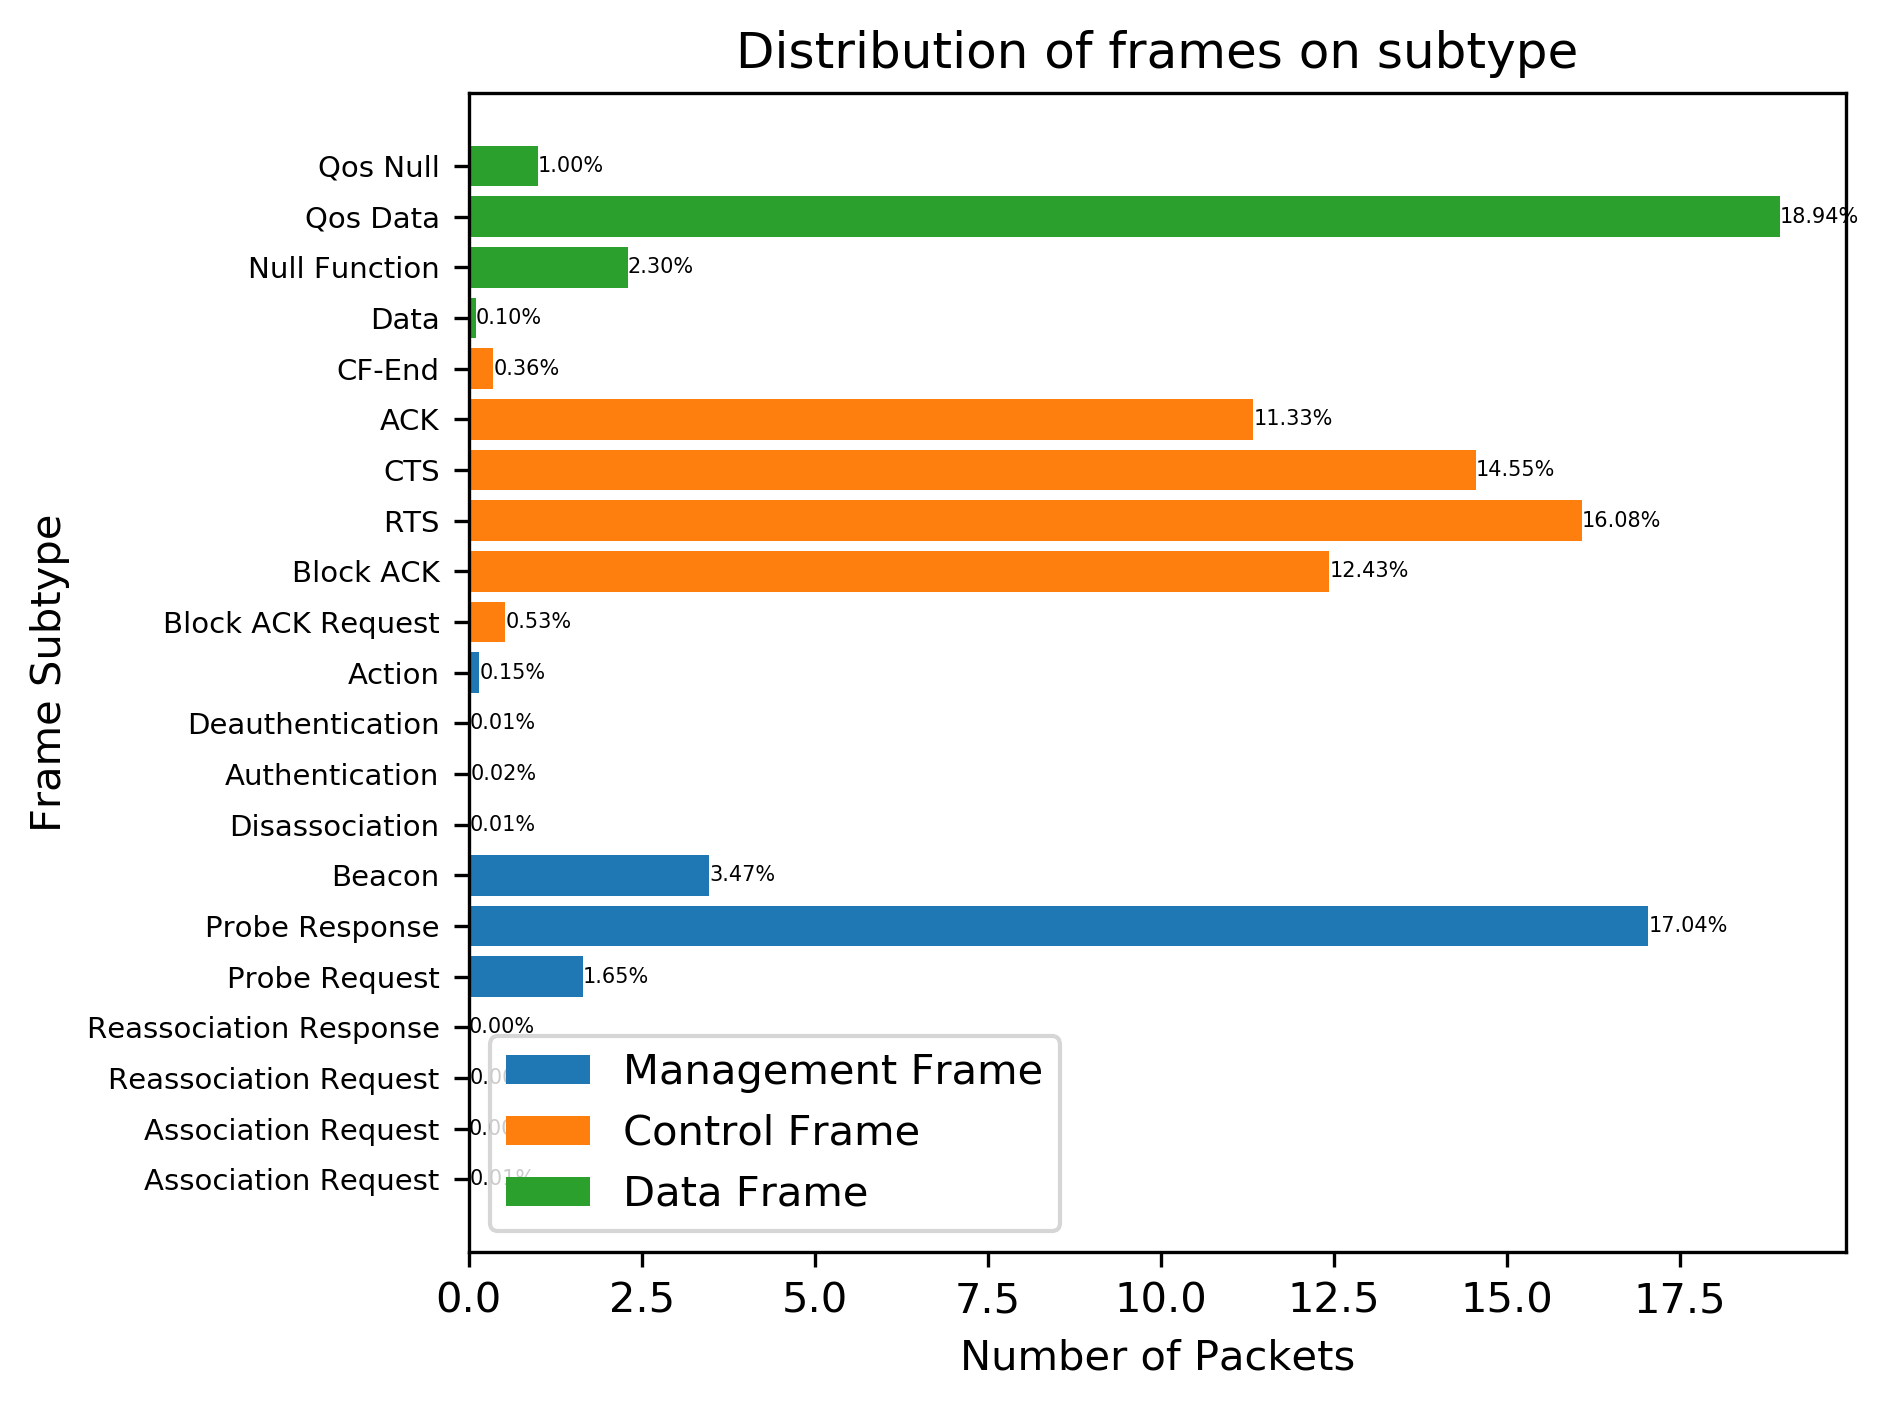 Distribution of frames on subtype
Qos Null 1.00%
Qos Data 18.94%
Null Function 2.30%
Data 0.10%
CF-End 0.36%
ACK 11.33%
CTS 14.55%
RTS 16.08%
Block ACK 12.43%
Block ACK Request 0.53%
Action 0.15%
Deauthentication 0.01%
Authentication 0.02%
Disassociation 0.01%
Beacon 3.47%
Probe Response 17.04%
Probe Request 1.65%
Reassociation Response 0.00%
Reassociation Request
Association Request
Association Request 0.01%
Management Frame
Control Frame
Data Frame
0.0 2.5 5.0 7.5 10.0 12.5 15.0 17.5
Number of Packets
Frame Subtype